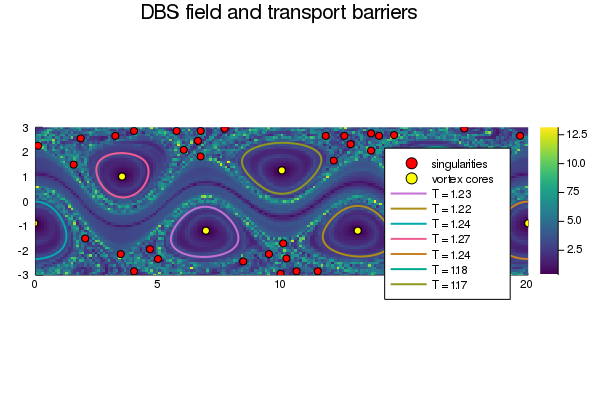 DBS field and transport barriers
3
2
1
0
-1
-2
-3
0
5
10
20
singularities
vortex cores
T = 1.23
T = 1.22
T = 1.24
T = 1.27
T = 1.24
T = 1.18
T = 1.17
12.5
10.0
7.5
5.0
2.5